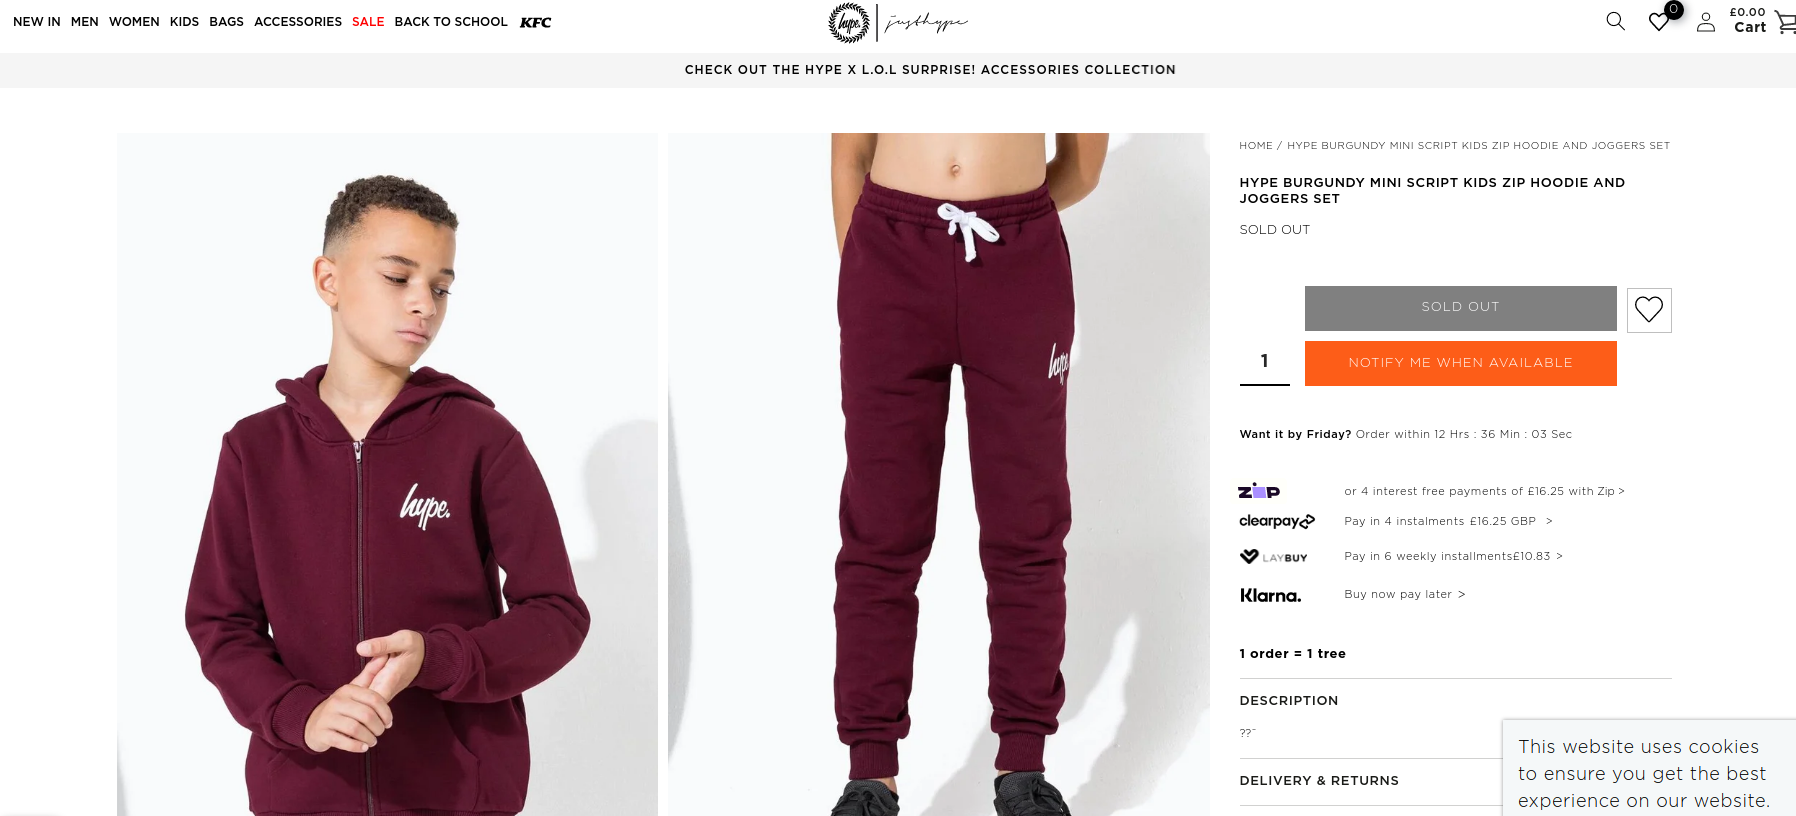 NEW IN MEN WOMEN KIDS BAGS ACCESSORIES SALE BACK TO SCHOOL KFC
hype.
justhype
0
£0.00
Cart
CHECK OUT THE HYPE X L.O.L SURPRISE! ACCESSORIES COLLECTION
hype.
hype.
HOME / HYPE BURGUNDY MINI SCRIPT KIDS ZIP HOODIE AND JOGGERS SET
HYPE BURGUNDY MINI SCRIPT KIDS ZIP HOODIE AND
JOGGERS SET
SOLD OUT
SOLD OUT
1
NOTIFY ME WHEN AVAILABLE
Want it by Friday? Order within 12 Hrs : 36 Min : 03 Sec
ZIP or 4 interest free payments of £16.25 with Zip >
clearpay Pay in 4 instalments £16.25 GBP >
LAYBUY Pay in 6 weekly installments£10.83 >
Klarna. Buy now pay later >
1 order = 1 tree
DESCRIPTION
??¯
DELIVERY & RETURNS
This website uses cookies
to ensure you get the best
experience on our website.